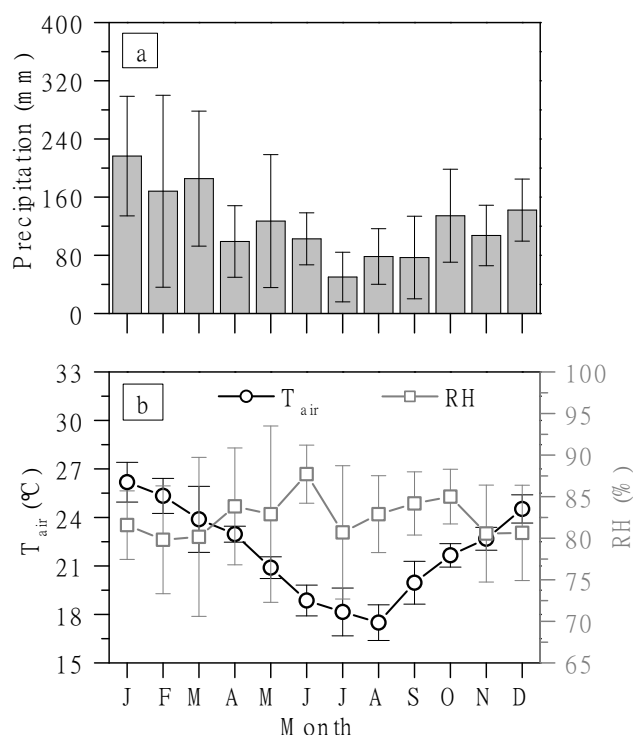 400
320
240
160
80
0
Precipitation (mm)
a
33
30
27
24
21
18
15
T air (ºC)
b
T air
RH
100
95
90
85
80
75
70
65
RH (%)
J F M A M J J A S O N D
Month